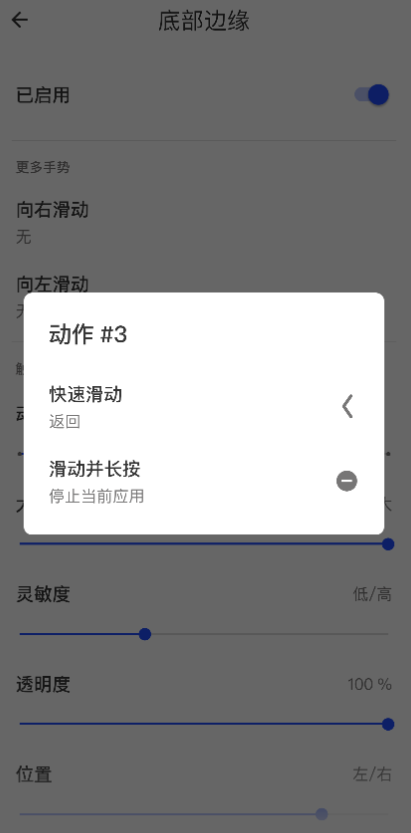 底部边缘
已启用
更多手势
向右滑动
无
向左滑动
动作 #3
快速滑动
返回
滑动并长按
停止当前应用
灵敏度
低/高
透明度
100 %
位置
左/右